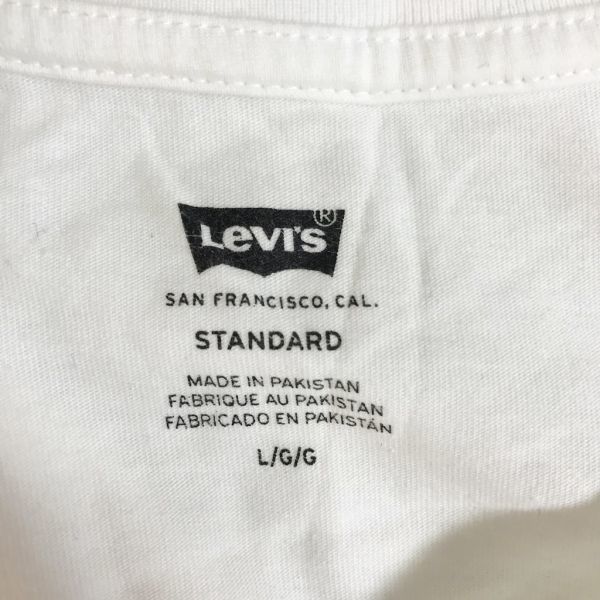 Levi's®
SAN FRANCISCO, CAL.
STANDARD
MADE IN PAKISTAN
FABRIQUE AU PAKISTAN
FABRICADO EN PAKISTÁN
L/G/G